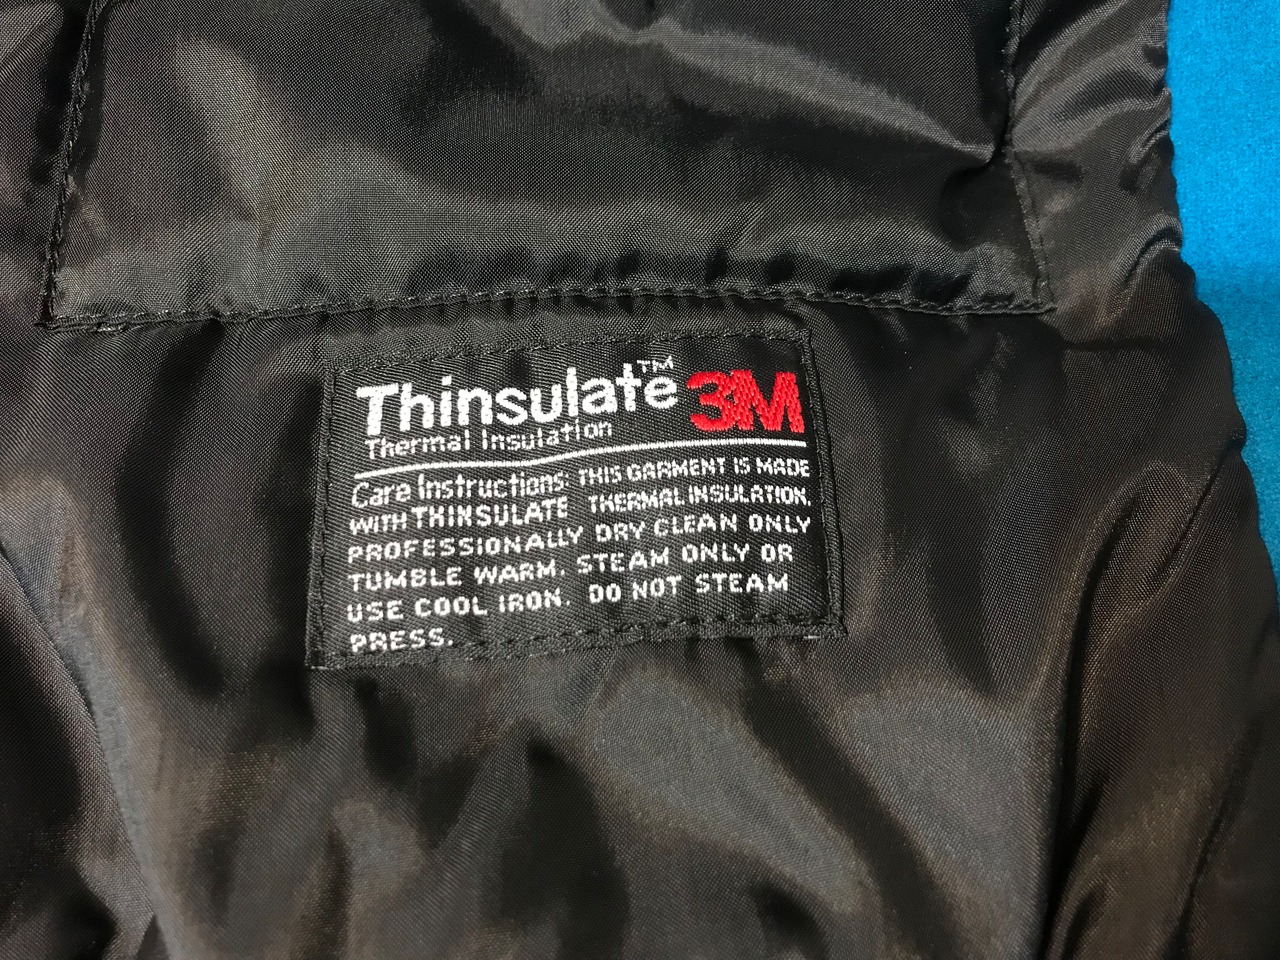 Thinsulate™ 3M
Thermal Insulation
Care Instructions: THIS GARMENT IS MADE
WITH THINSULATE THERMAL INSULATION.
PROFESSIONALLY DRY CLEAN ONLY
TUMBLE WARM. STEAM ONLY OR
USE COOL IRON. DO NOT STEAM
PRESS.